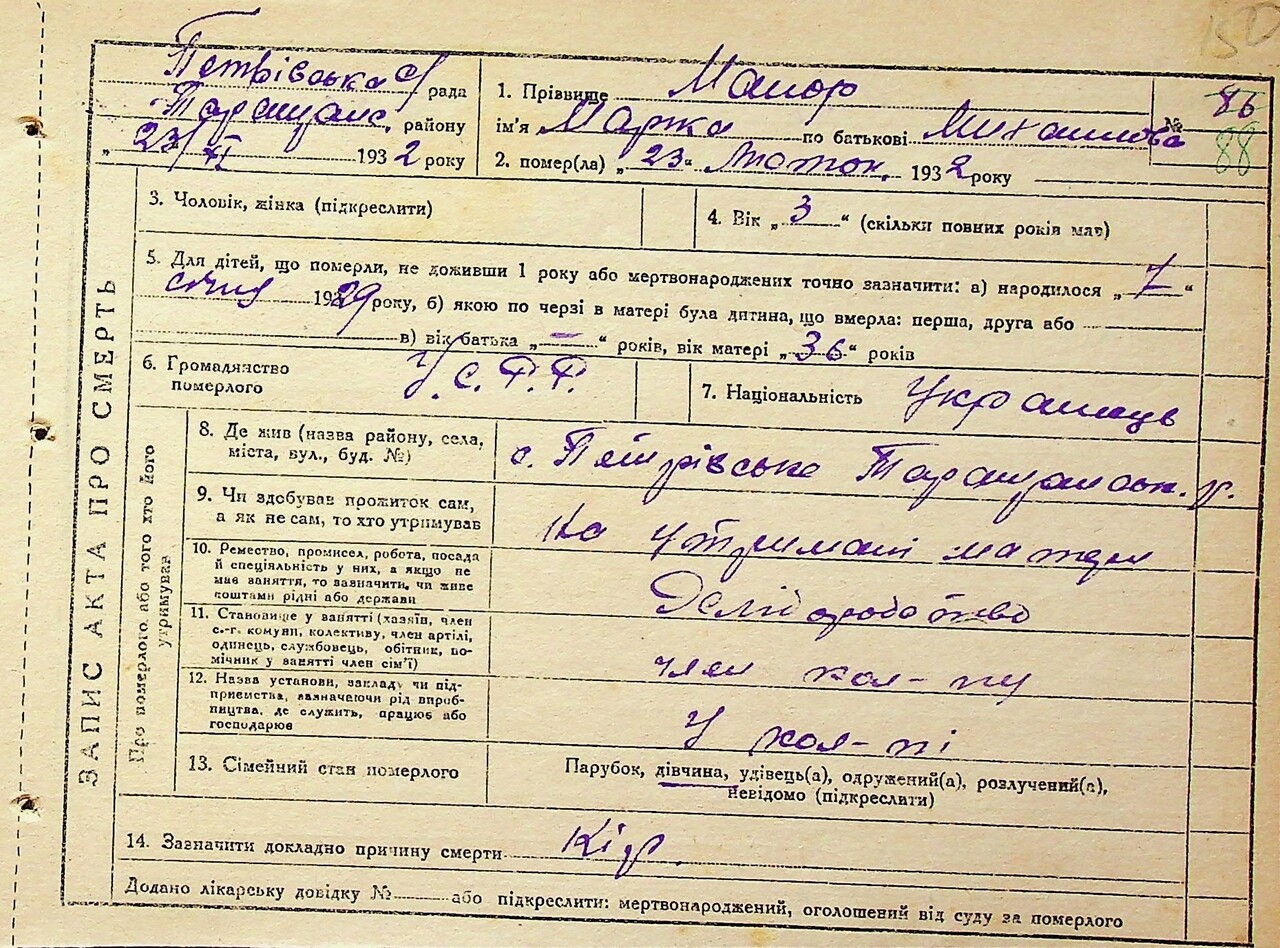 Петрівська с/рада
Таращанс. району
„ 23/II 1932 року
1. Прізвище Майор
№ 86
88
ім'я Марка по батькові Михайлова
2. помер(ла) „23“ Люток. 1932 року
ЗАПИС АКТА ПРО СМЕРТЬ
3. Чоловік, жінка (підкреслити)
4. Вік „3“ (скільки повних років мав)
5. Для дітей, що померли, не доживши 1 року або мертвонароджених точно зазначити: а) народилося „7“
січня 1929 року, б) якою по черзі в матері була дитина, що вмерла: перша, друга або
в) вік батька „–“ років, вік матері „36“ років
6. Громадянство померлого
У.С.Р.Р.
7. Національність Українець
Про померлого або того хто його утримував
8. Де жив (назва району, села, міста, вул., буд. №)
с. Петрівське Таращанськ. р.
9. Чи здобував прожиток сам, а як не сам, то хто утримував
На утримані матери
10. Ремество, промисел, робота, посада й спеціяльність у них, а якщо не має заняття, то зазначити, чи живе коштами рідні або держави
11. Становище у занятті (хазяїн, член с.-г. комуни, колективу, член артілі, одинець, службовець, обітник, помічник у занятті член сім'ї)
член кол-пу
12. Назва установи, закладу чи підприємства, зазначаючи рід виробництва, де служить, працює або господарює
У кол-пі
13. Сімейний стан померлого
Парубок, дівчина, удівець(а), одружений(а), розлучений(а),
невідомо (підкреслити)
14. Зазначити докладно причину смерти Кір.
Додано лікарську довідку № або підкреслити: мертвонароджений, оголошений від суду за померлого